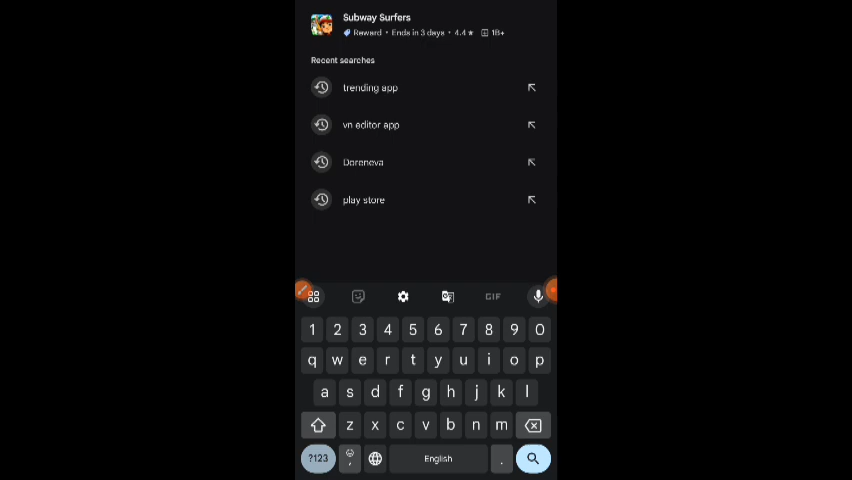 Subway Surfers
Reward • Ends in 3 days • 4.4★ 1B+
Recent searches
trending app
vn editor app
Doreneva
play store
GIF
1 2 3 4 5 6 7 8 9 0
q w e r t y u i o p
a s d f g h j k l
z x c v b n m
?123 , English .